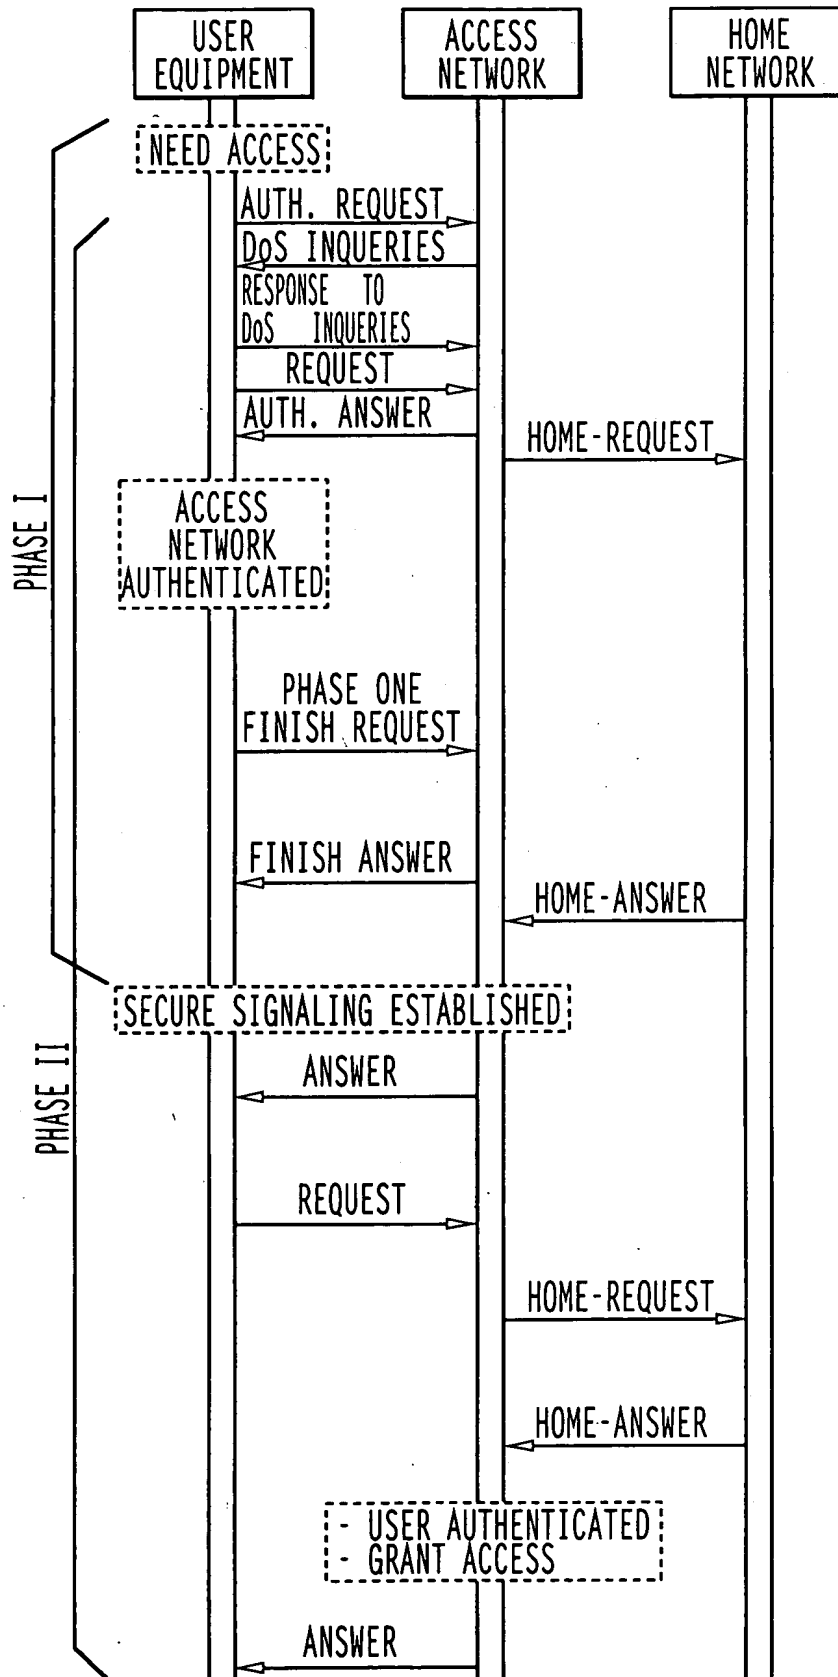 USER
EQUIPMENT
ACCESS
NETWORK
HOME
NETWORK
NEED ACCESS
AUTH. REQUEST
DoS INQUERIES
RESPONSE TO
DoS INQUERIES
REQUEST
AUTH. ANSWER
HOME-REQUEST
PHASE I
ACCESS
NETWORK
AUTHENTICATED
PHASE ONE
FINISH REQUEST
FINISH ANSWER
HOME-ANSWER
SECURE SIGNALING ESTABLISHED
PHASE II
ANSWER
REQUEST
HOME-REQUEST
HOME-ANSWER
- USER AUTHENTICATED
- GRANT ACCESS
ANSWER